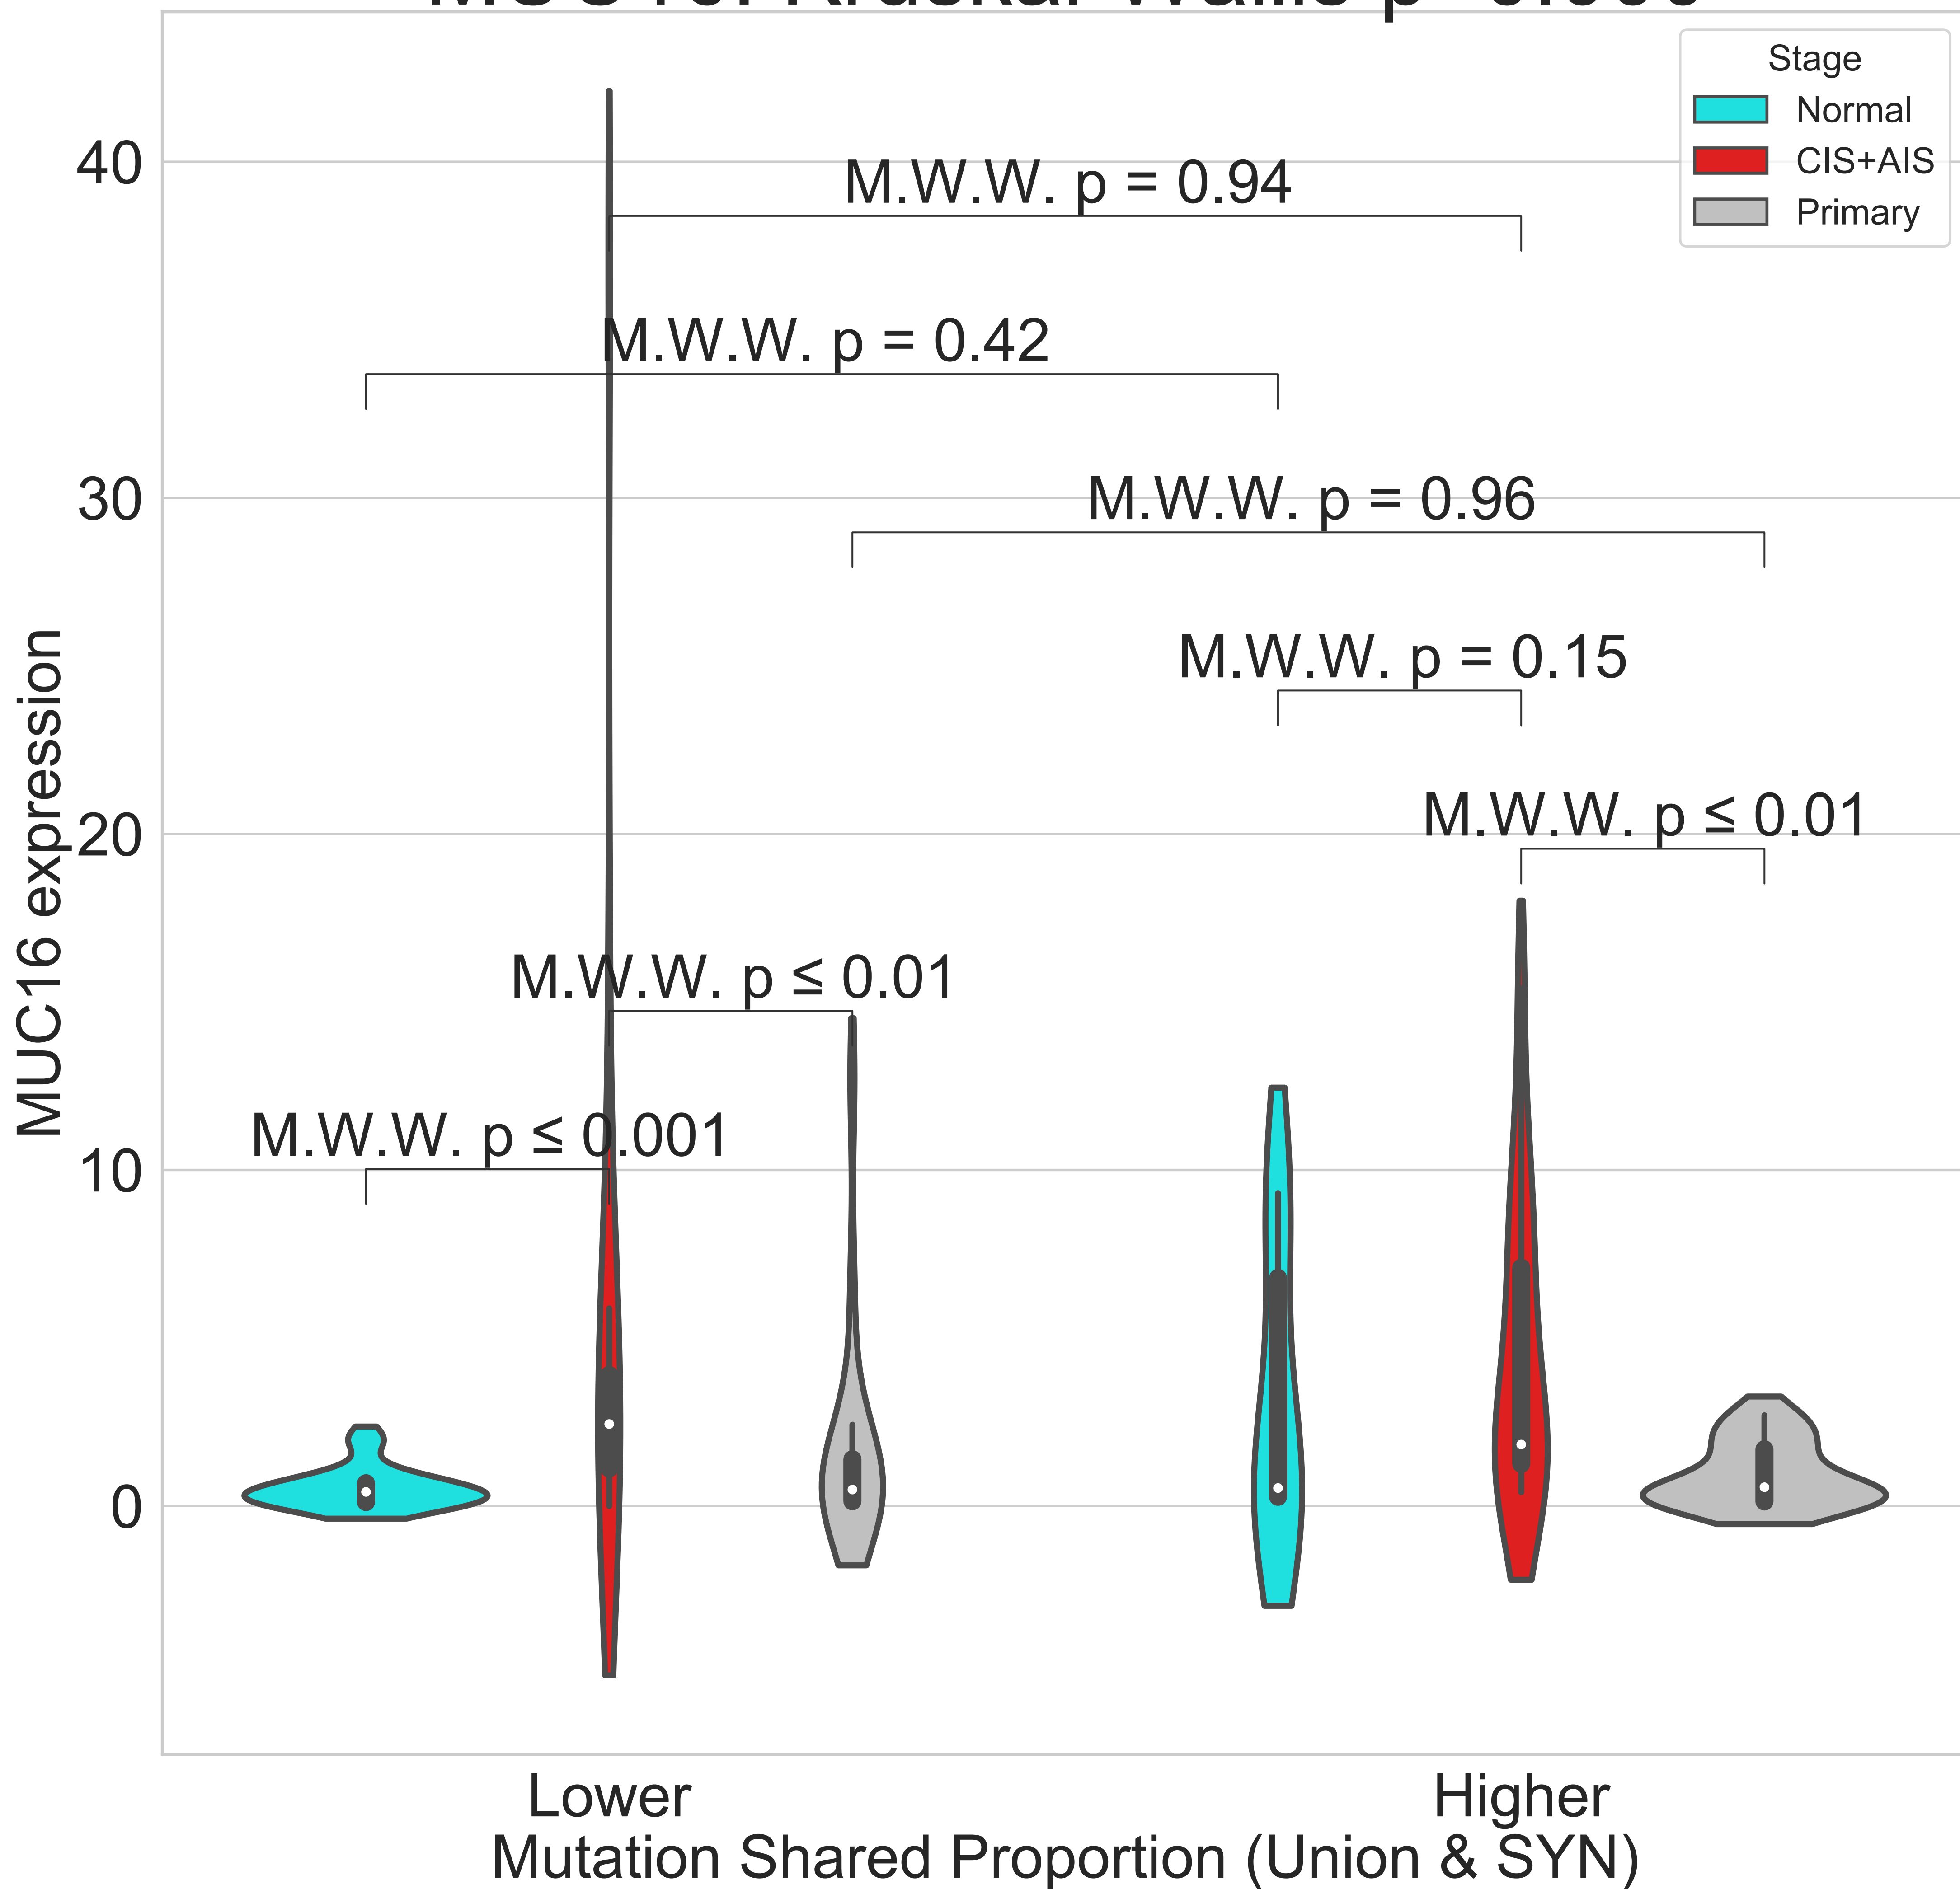 Stage
Normal
CIS+AIS
Primary
40
M.W.W. p = 0.94
M.W.W. p = 0.42
30
M.W.W. p = 0.96
M.W.W. p = 0.15
20
M.W.W. p ≤ 0.01
M.W.W. p ≤ 0.01
M.W.W. p ≤ 0.001
10
0
MUC16 expression
Lower
Higher
Mutation Shared Proportion (Union & SYN)